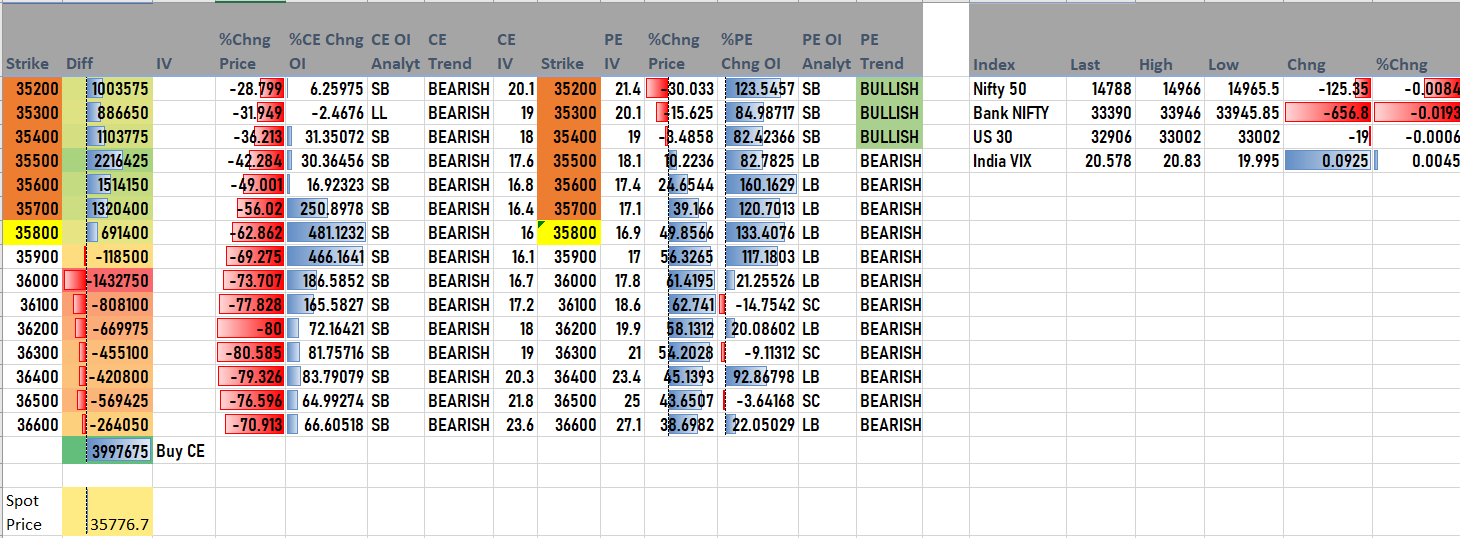 %Chng %CE Chng CE OI CE CE PE %Chng %PE PE OI PE
Strike Diff IV Price OI Analyt Trend IV Strike IV Price Chng OI Analyt Trend Index Last High Low Chng %Chng
35200 1003575 -28.799 6.25975 SB BEARISH 20.1 35200 21.4 -30.033 123.5457 SB BULLISH Nifty 50 14788 14966 14965.5 -125.35 -0.0084
35300 886650 -31.949 -2.4676 LL BEARISH 19 35300 20.1 -15.625 84.98717 SB BULLISH Bank NIFTY 33390 33946 33945.85 -656.8 -0.0193
35400 1103775 -36.213 31.35072 SB BEARISH 18 35400 19 -3.4858 82.42366 SB BULLISH US 30 32906 33002 33002 -19 -0.0006
35500 2216425 -42.284 30.36456 SB BEARISH 17.6 35500 18.1 10.2236 82.7825 LB BEARISH India VIX 20.578 20.83 19.995 0.0925 0.0045
35600 1514150 -49.001 16.92323 SB BEARISH 16.8 35600 17.4 24.6544 160.1629 LB BEARISH
35700 1320400 -56.02 250.8978 SB BEARISH 16.4 35700 17.1 39.166 120.7013 LB BEARISH
35800 691400 -62.862 481.1232 SB BEARISH 16 35800 16.9 49.8566 133.4076 LB BEARISH
35900 -118500 -69.275 466.1641 SB BEARISH 16.1 35900 17 56.3265 117.1803 LB BEARISH
36000 -1432750 -73.707 186.5852 SB BEARISH 16.7 36000 17.8 61.4195 21.25526 LB BEARISH
36100 -808100 -77.828 165.5827 SB BEARISH 17.2 36100 18.6 62.741 -14.7542 SC BEARISH
36200 -669975 -80 72.16421 SB BEARISH 18 36200 19.9 58.1312 20.08602 LB BEARISH
36300 -455100 -80.585 81.75716 SB BEARISH 19 36300 21 54.2028 -9.11312 SC BEARISH
36400 -420800 -79.326 83.79079 SB BEARISH 20.3 36400 23.4 45.1393 92.86798 LB BEARISH
36500 -569425 -76.596 64.99274 SB BEARISH 21.8 36500 25 43.6507 -3.64168 SC BEARISH
36600 -264050 -70.913 66.60518 SB BEARISH 23.6 36600 27.1 38.6982 22.05029 LB BEARISH
3997675 Buy CE
Spot
Price 35776.7